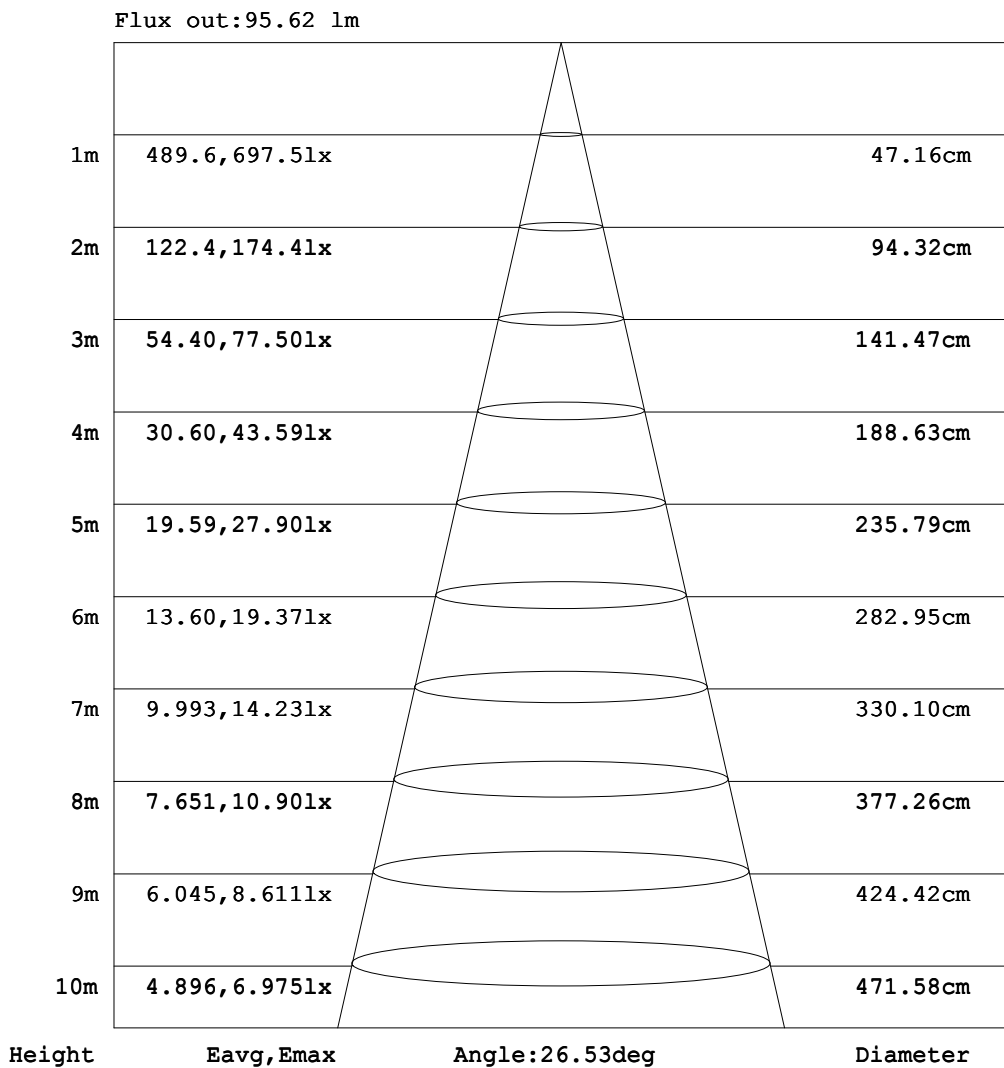 Flux out:95.62 lm
1m 489.6,697.5lx 47.16cm
2m 122.4,174.4lx 94.32cm
3m 54.40,77.50lx 141.47cm
4m 30.60,43.59lx 188.63cm
5m 19.59,27.90lx 235.79cm
6m 13.60,19.37lx 282.95cm
7m 9.993,14.23lx 330.10cm
8m 7.651,10.90lx 377.26cm
9m 6.045,8.611lx 424.42cm
10m 4.896,6.975lx 471.58cm
Height Eavg,Emax Angle:26.53deg Diameter